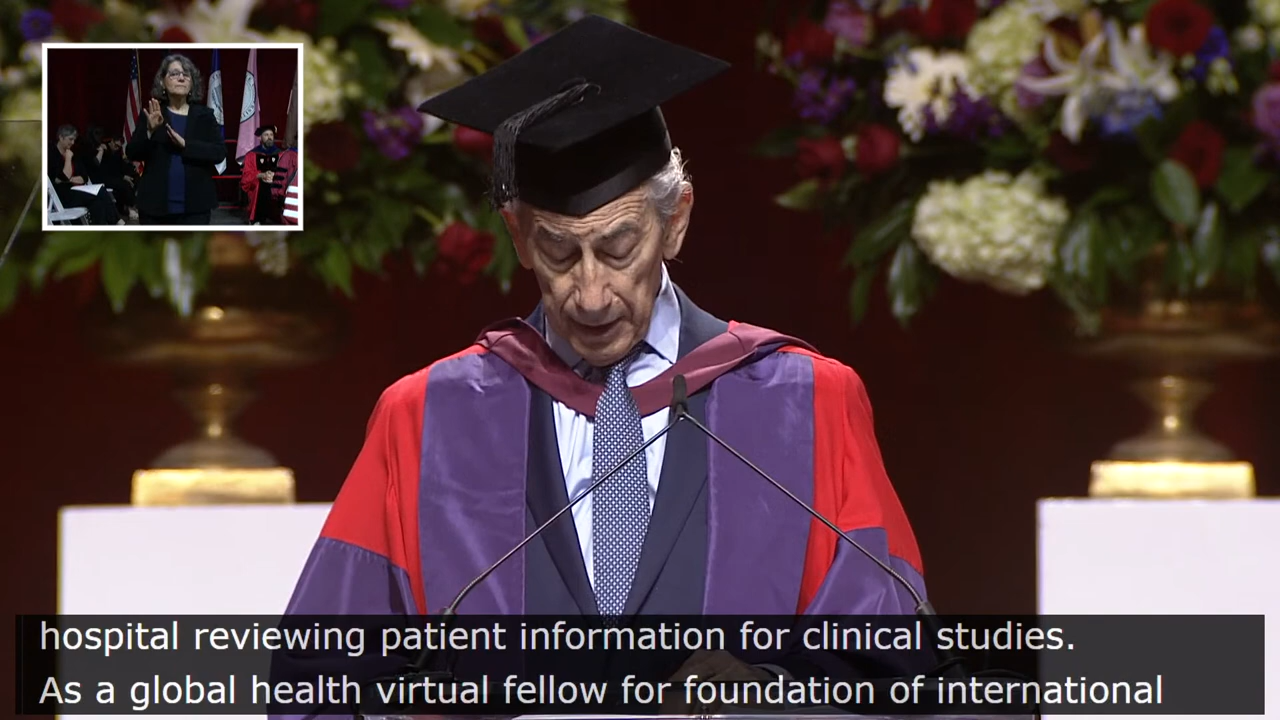 hospital reviewing patient information for clinical studies.
As a global health virtual fellow for foundation of international